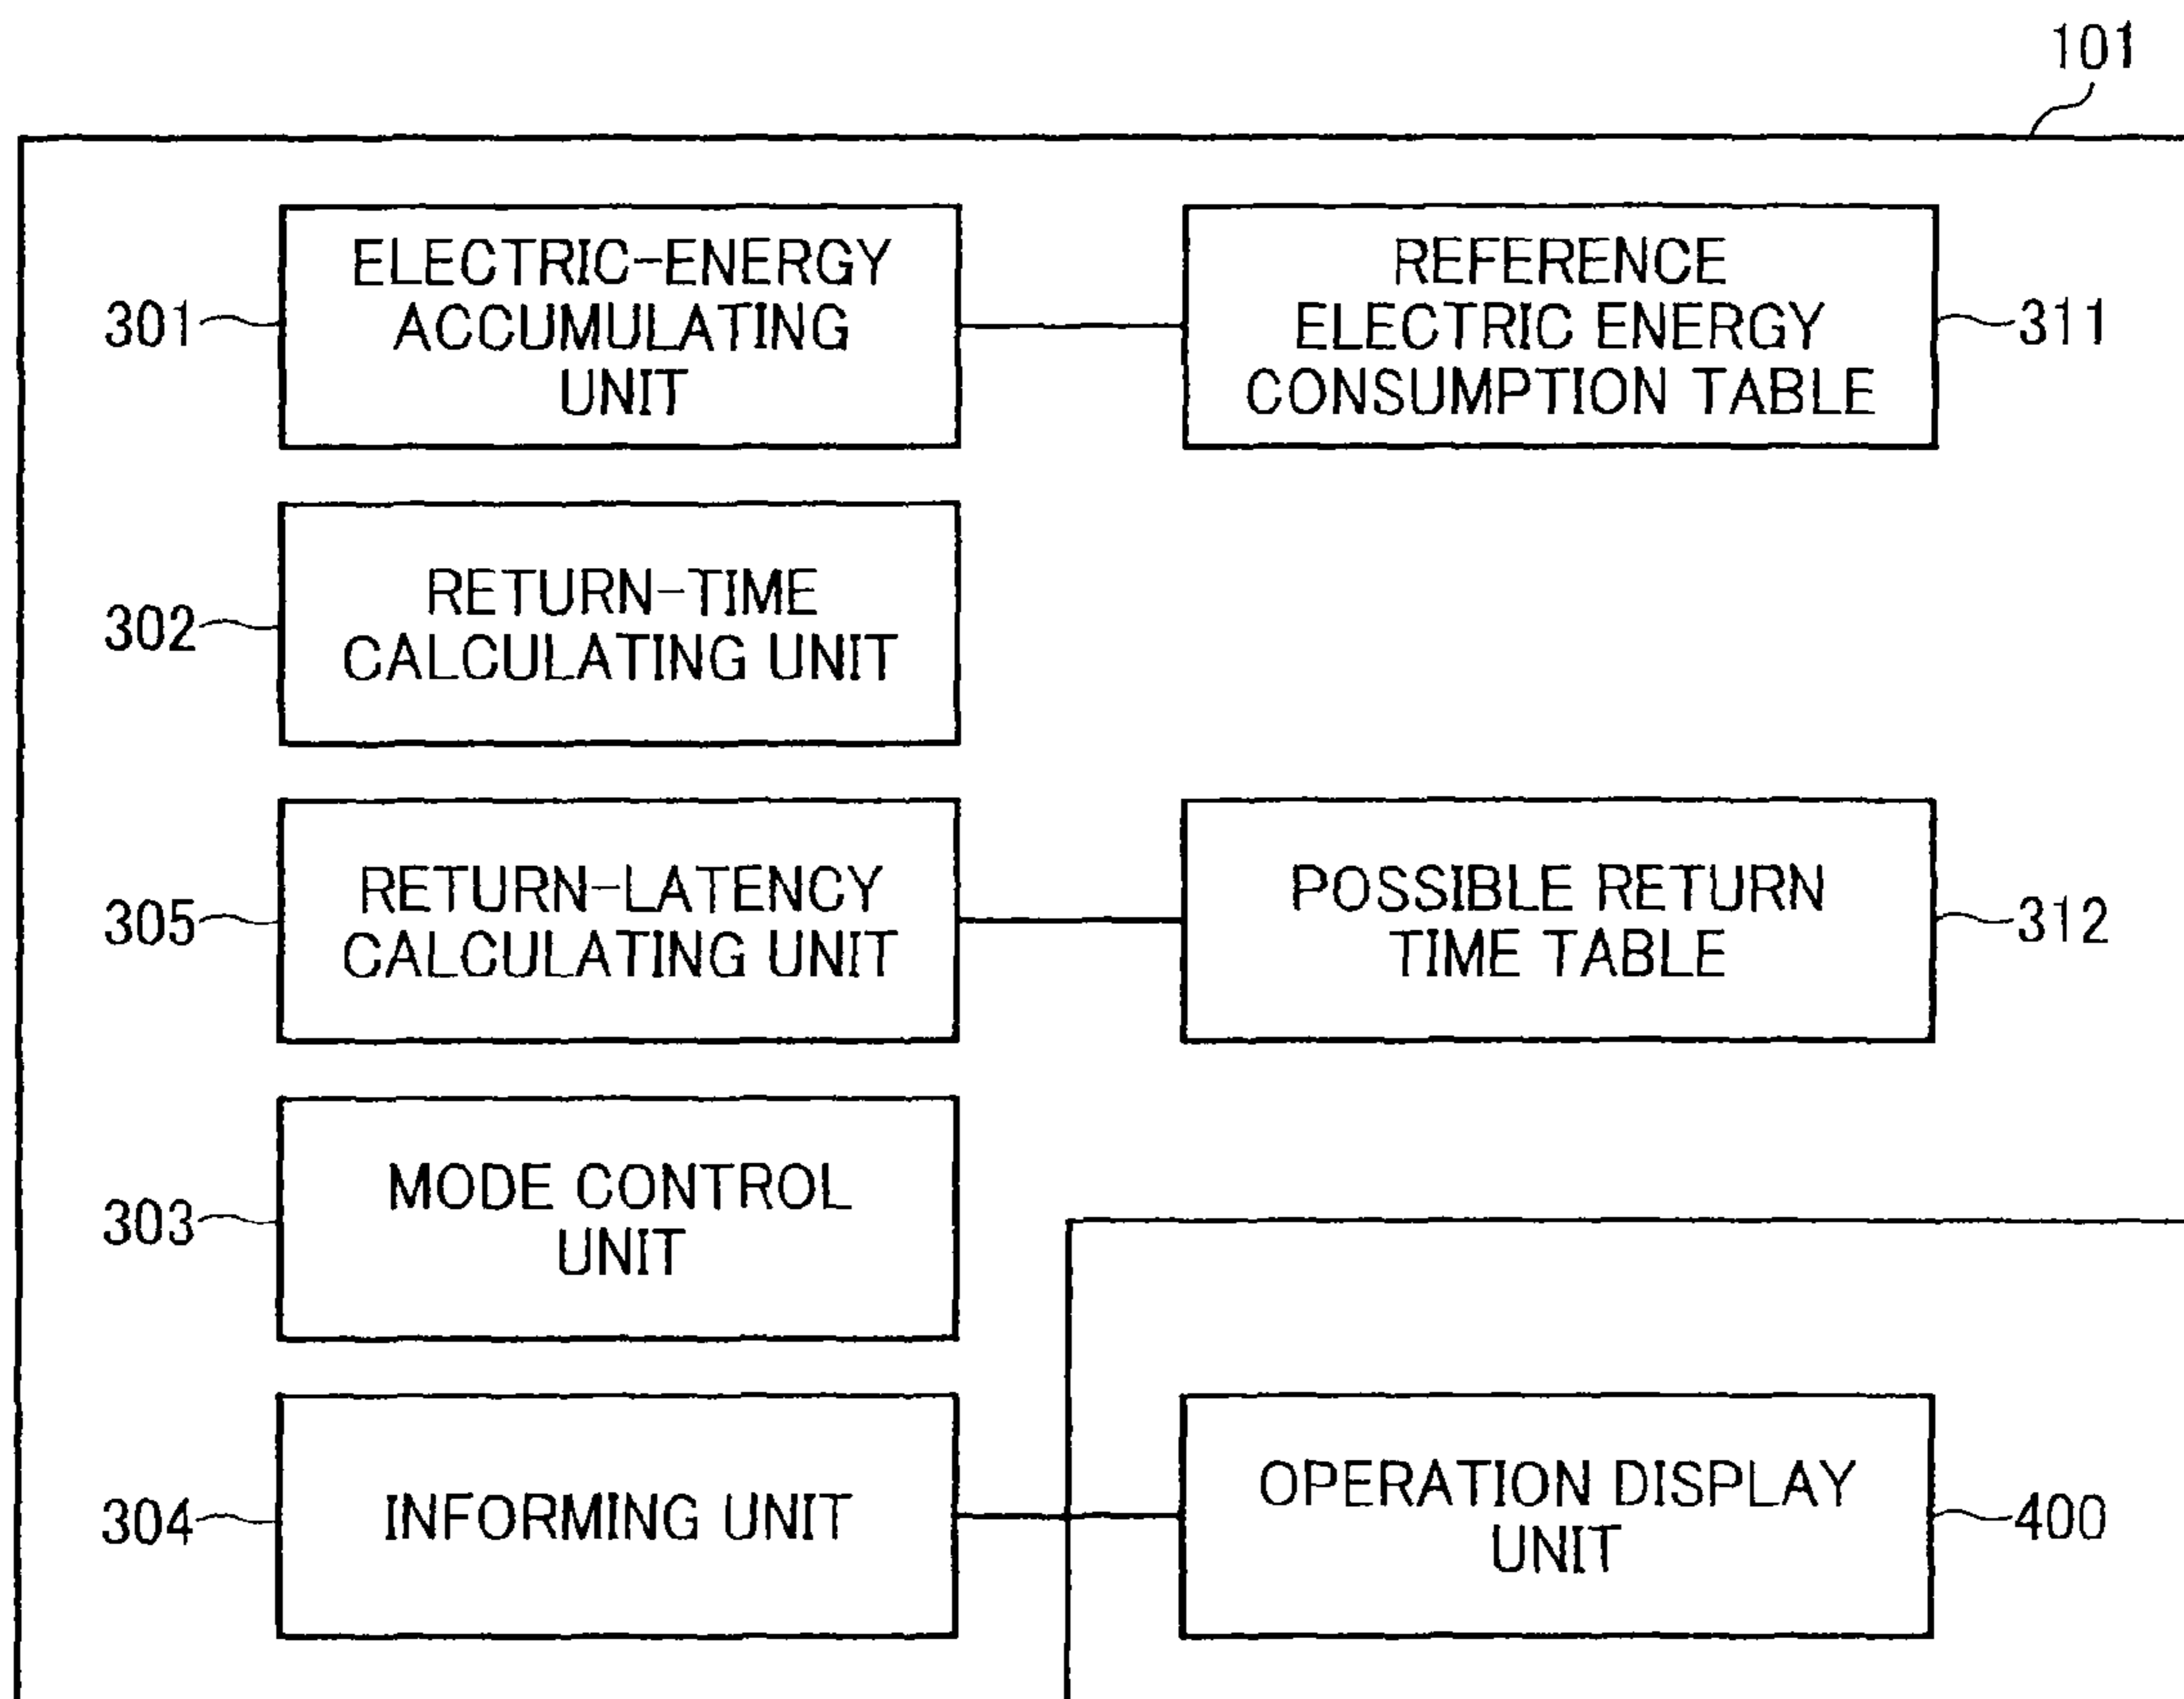 101
301
ELECTRIC-ENERGY
ACCUMULATING
UNIT
REFERENCE
ELECTRIC ENERGY
CONSUMPTION TABLE
311
302
RETURN-TIME
CALCULATING UNIT
305
RETURN-LATENCY
CALCULATING UNIT
POSSIBLE RETURN
TIME TABLE
312
303
MODE CONTROL
UNIT
304
INFORMING UNIT
OPERATION DISPLAY
UNIT
400